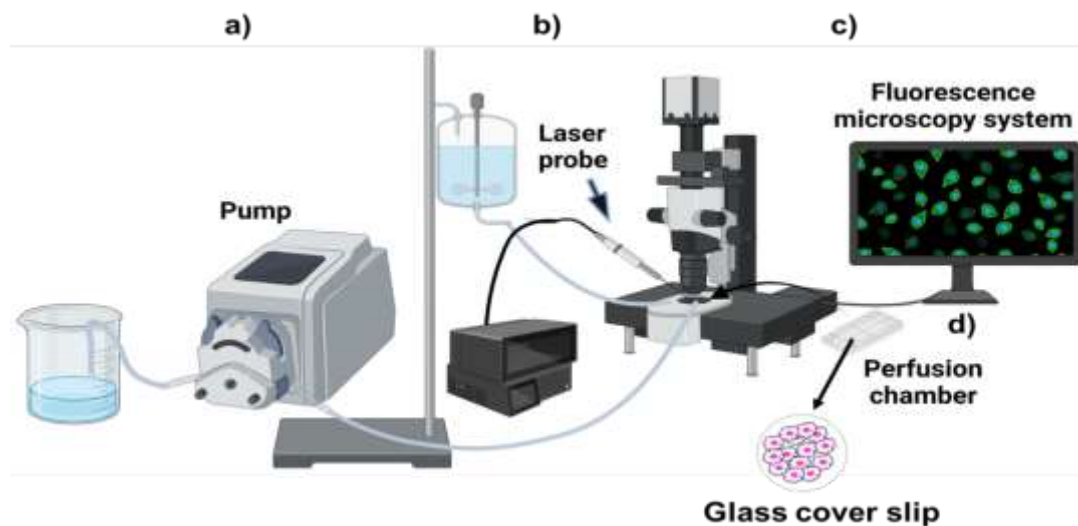 a)
b)
c)
Fluorescence
microscopy system
Laser
probe
Pump
d)
Perfusion
chamber
Glass cover slip